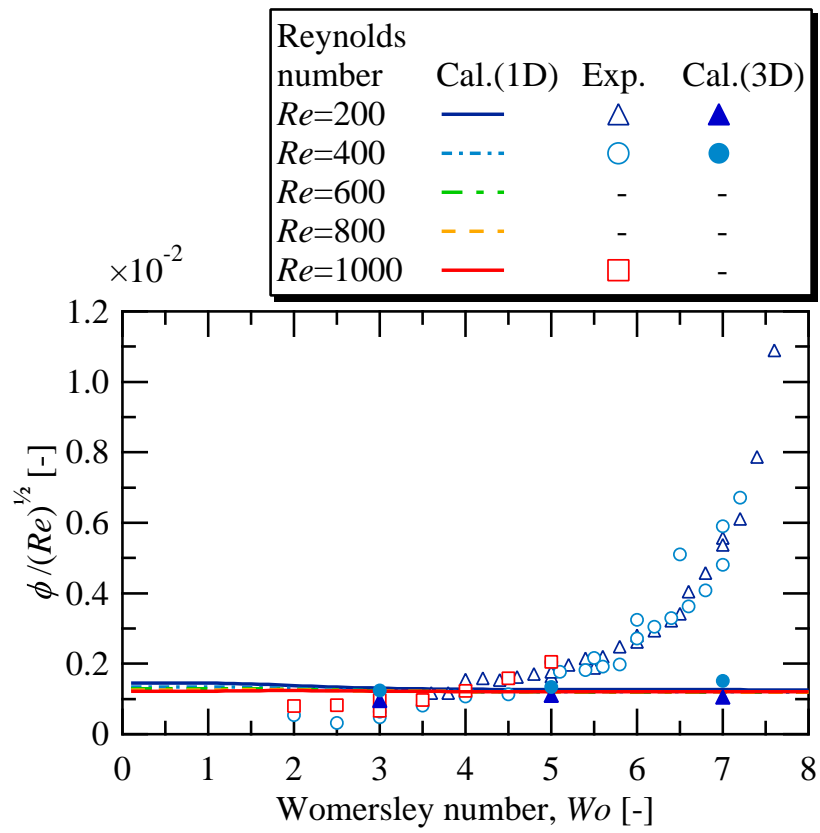 Reynolds
number Cal.(1D) Exp. Cal.(3D)
Re=200
Re=400
Re=600 - -
Re=800 - -
Re=1000 -
×10⁻²
1.2
1.0
0.8
0.6
0.4
0.2
0
ϕ/(Re)^½ [-]
0 1 2 3 4 5 6 7 8
Womersley number, Wo [-]